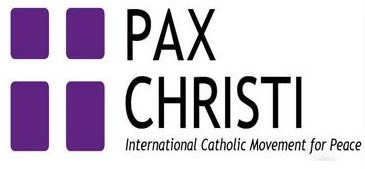 PAX
CHRISTI
International Catholic Movement for Peace